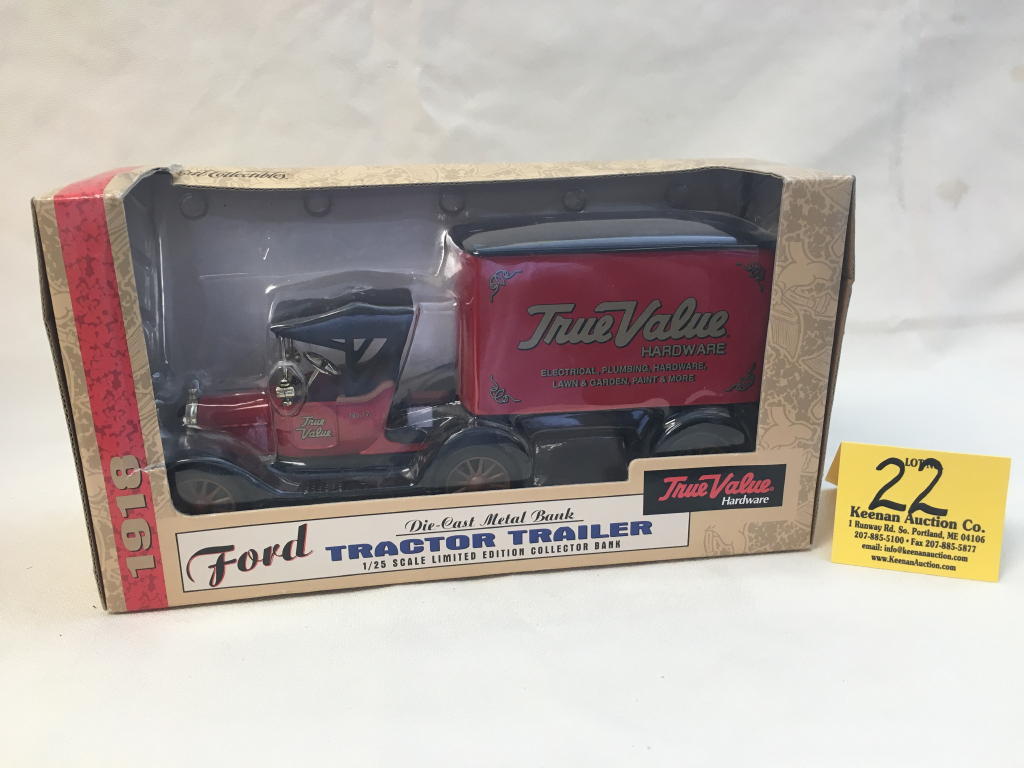 Collectibles
True Value
HARDWARE
ELECTRICAL, PLUMBING, HARDWARE,
LAWN & GARDEN, PAINT & MORE
True
Value
1918
True Value
Hardware
Ford
Die-Cast Metal Bank
TRACTOR TRAILER
1/25 SCALE LIMITED EDITION COLLECTOR BANK
LOT
22
Keenan Auction Co.
1 Runway Rd. So. Portland, ME 04106
207-885-5100 • Fax 207-885-5877
email: info@keenanauction.com
www.KeenanAuction.com